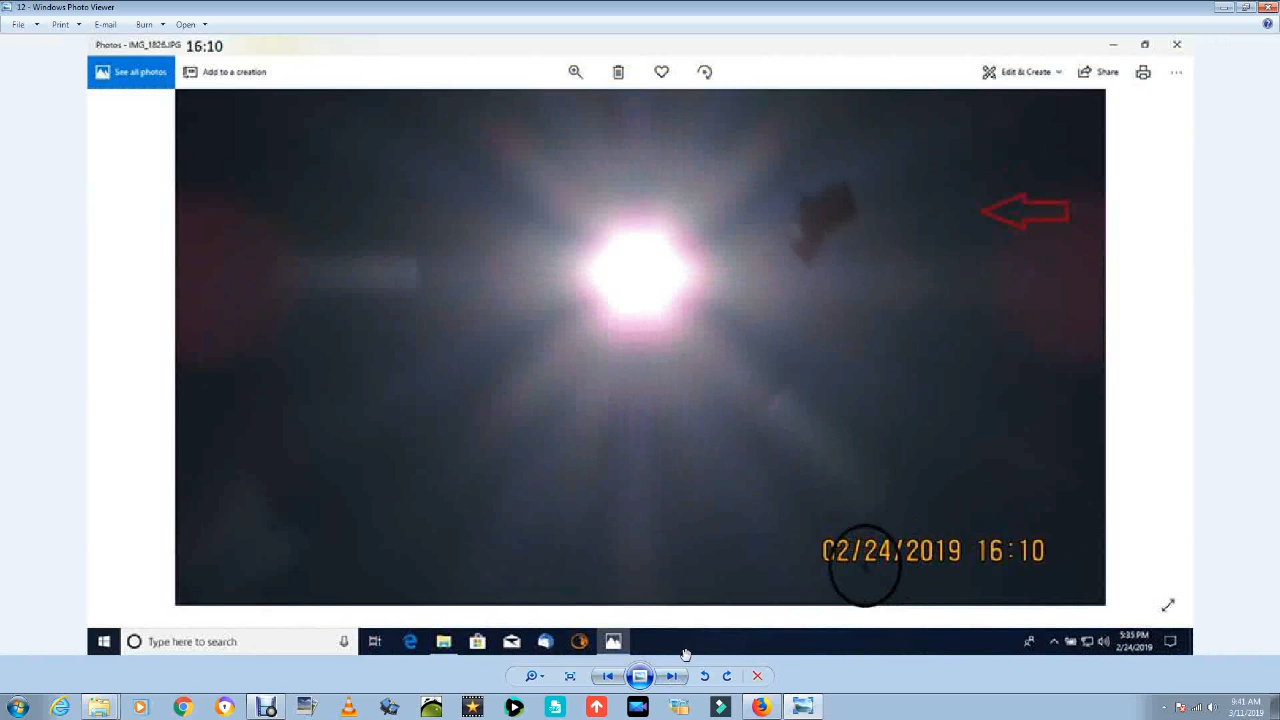 12 - Windows Photo Viewer
File Print E-mail Burn Open
Photos - IMG_1826.JPG 16:10
See all photos Add to a creation Edit & Create Share
02/24/2019 16:10
Type here to search
5:35 PM
2/24/2019
9:41 AM
3/11/2019